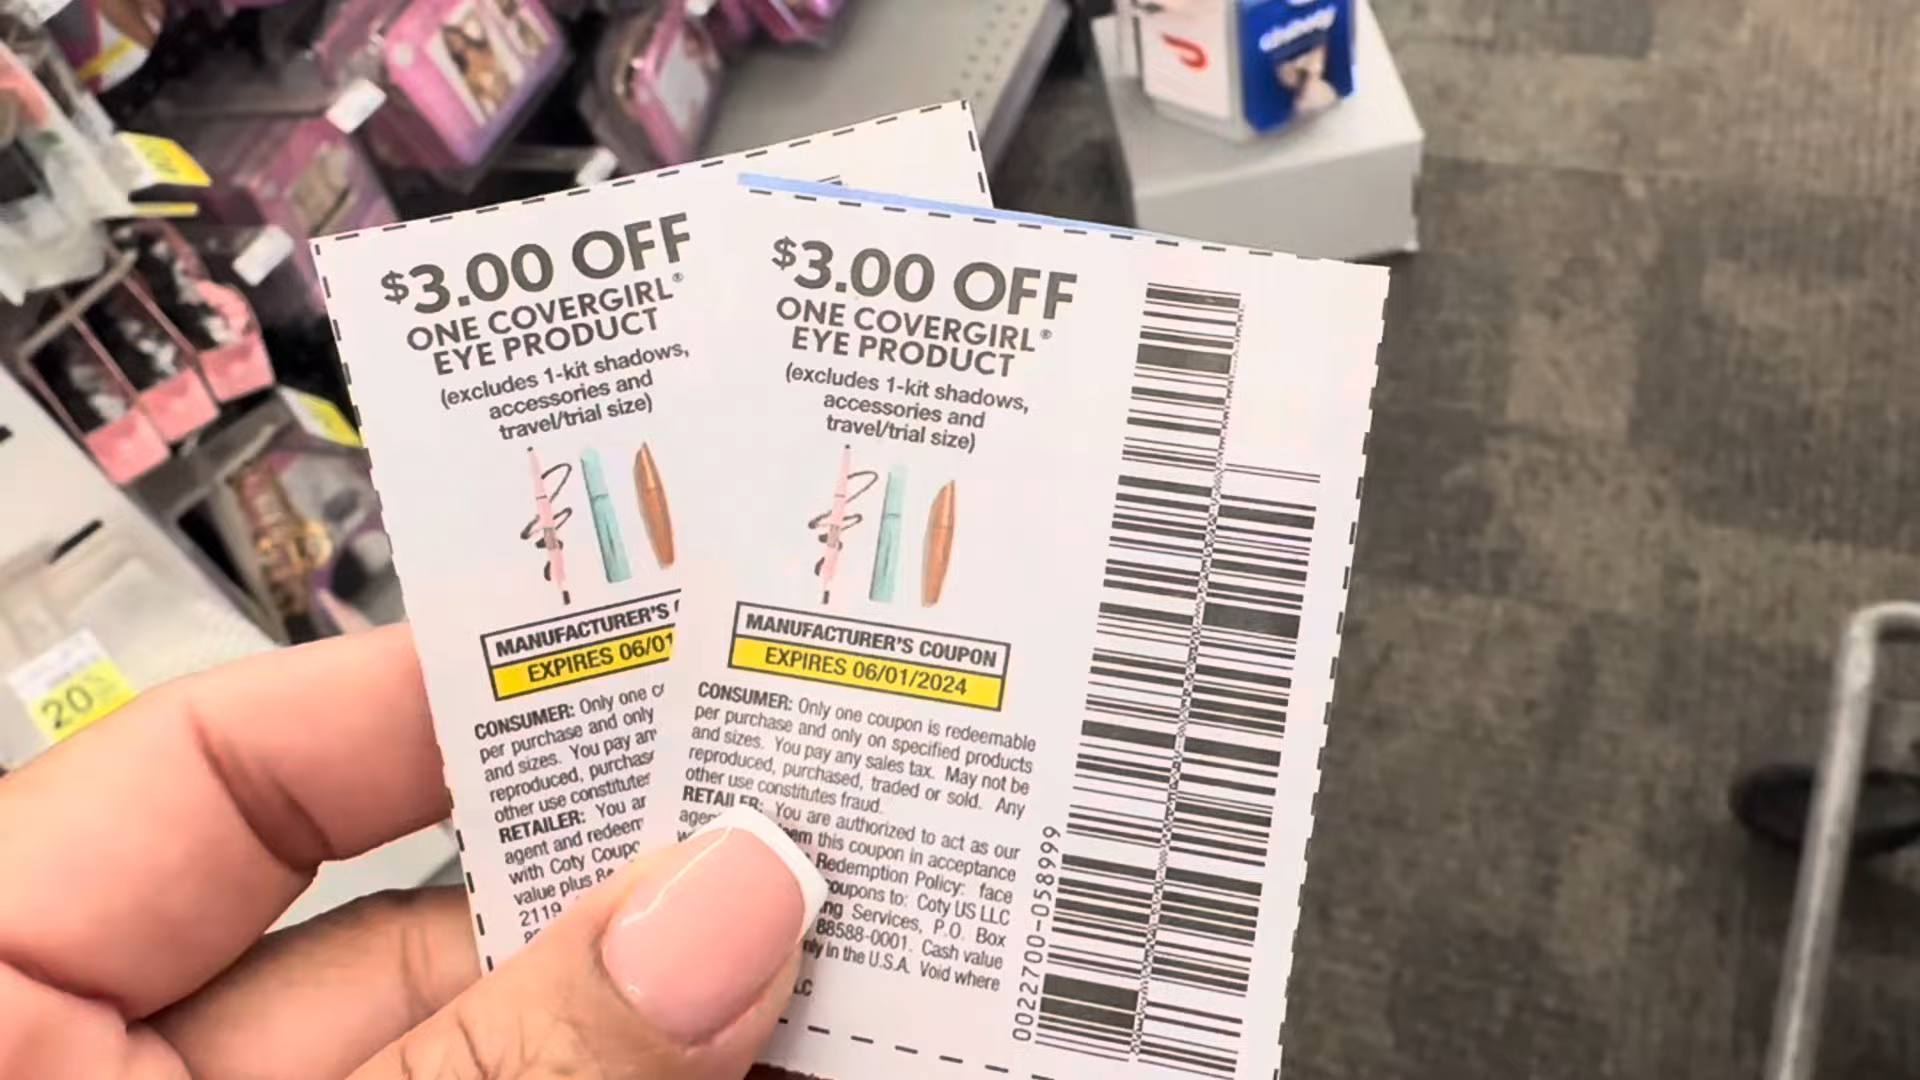 $3.00 OFF
ONE COVERGIRL®
EYE PRODUCT
(excludes 1-kit shadows,
accessories and
travel/trial size)
MANUFACTURER'S
EXPIRES 06/01
CONSUMER: Only one
per purchase and only
and sizes. You pay
reproduced,
other use
RETAILER: You
agent and redeem
with Coty
value plus
2119
$3.00 OFF
ONE COVERGIRL®
EYE PRODUCT
(excludes 1-kit shadows,
accessories and
travel/trial size)
MANUFACTURER'S COUPON
EXPIRES 06/01/2024
CONSUMER: Only one coupon is redeemable
per purchase and only on specified products
and sizes. You pay any sales tax. May not be
reproduced, purchased, traded or sold. Any
other use constitutes fraud.
RETAILER: You are authorized to act as our
this coupon in acceptance
Redemption Policy: face
coupons to: Coty US LLC
Services, P.O. Box
88588-0001. Cash value
in the U.S.A. Void where
0022700-058999
20%